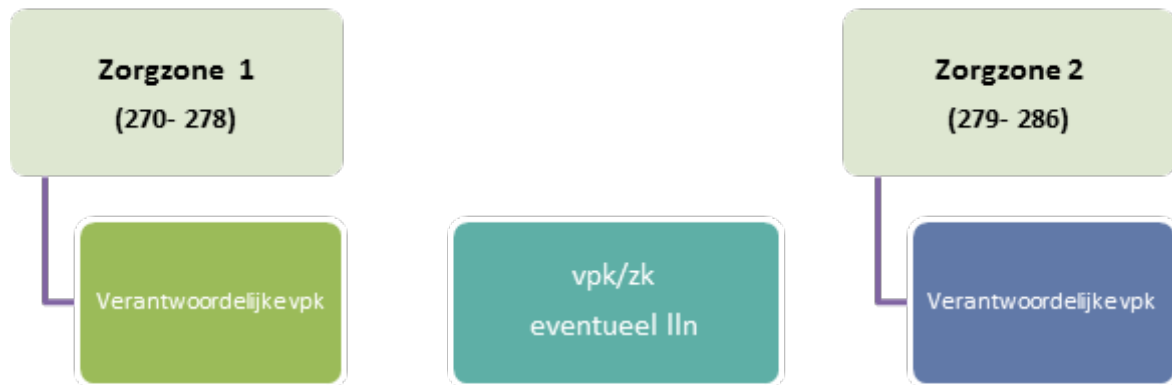 Zorgzone 1
(270- 278)
Zorgzone 2
(279- 286)
Verantwoordelijke vpk
vpk/zk
eventueel lln
Verantwoordelijke vpk